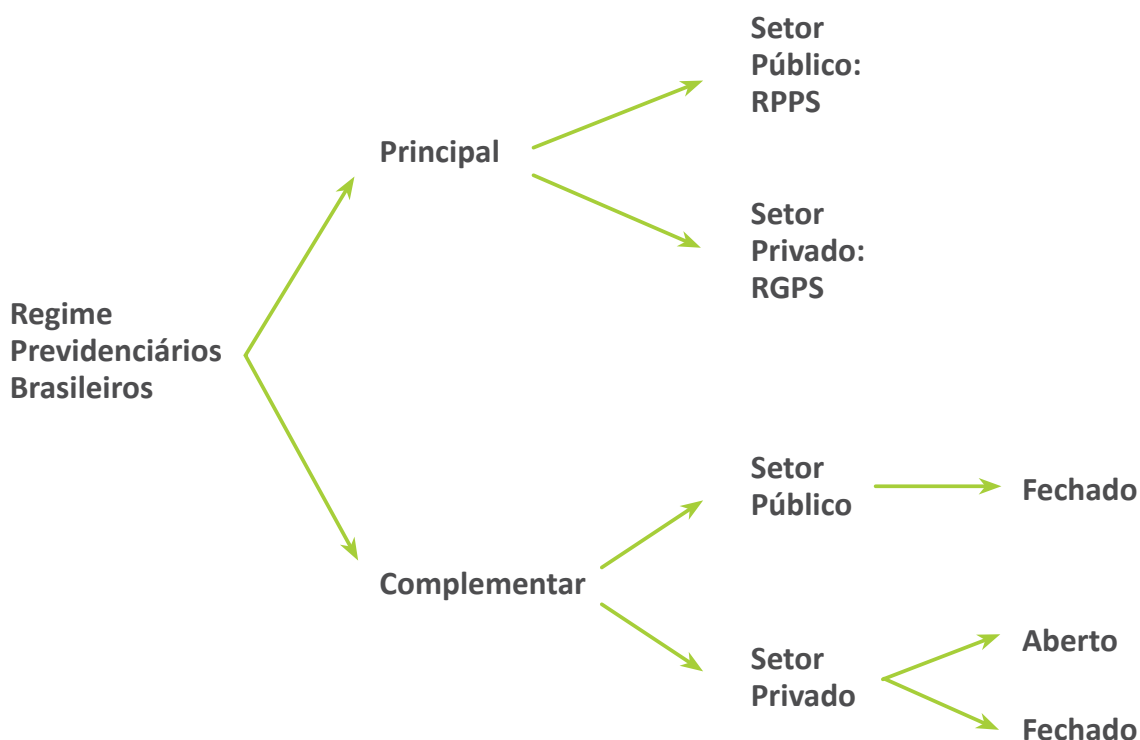 Regime
Previdenciários
Brasileiros
Principal
Setor
Público:
RPPS
Setor
Privado:
RGPS
Complementar
Setor
Público
Fechado
Setor
Privado
Aberto
Fechado